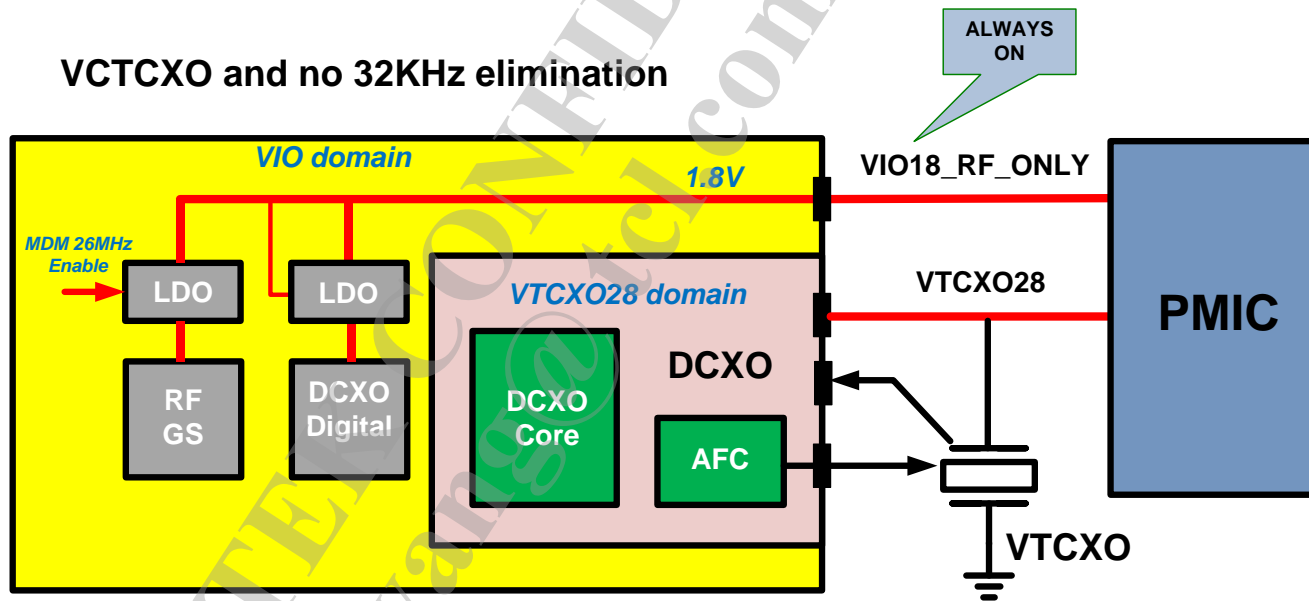 ALWAYS
ON
VCTCXO and no 32KHz elimination
VIO domain
1.8V
VIO18_RF_ONLY
MDM 26MHz
Enable
LDO
LDO
VTCXO28 domain
VTCXO28
PMIC
RF
GS
DCXO
Digital
DCXO
Core
DCXO
AFC
VTCXO